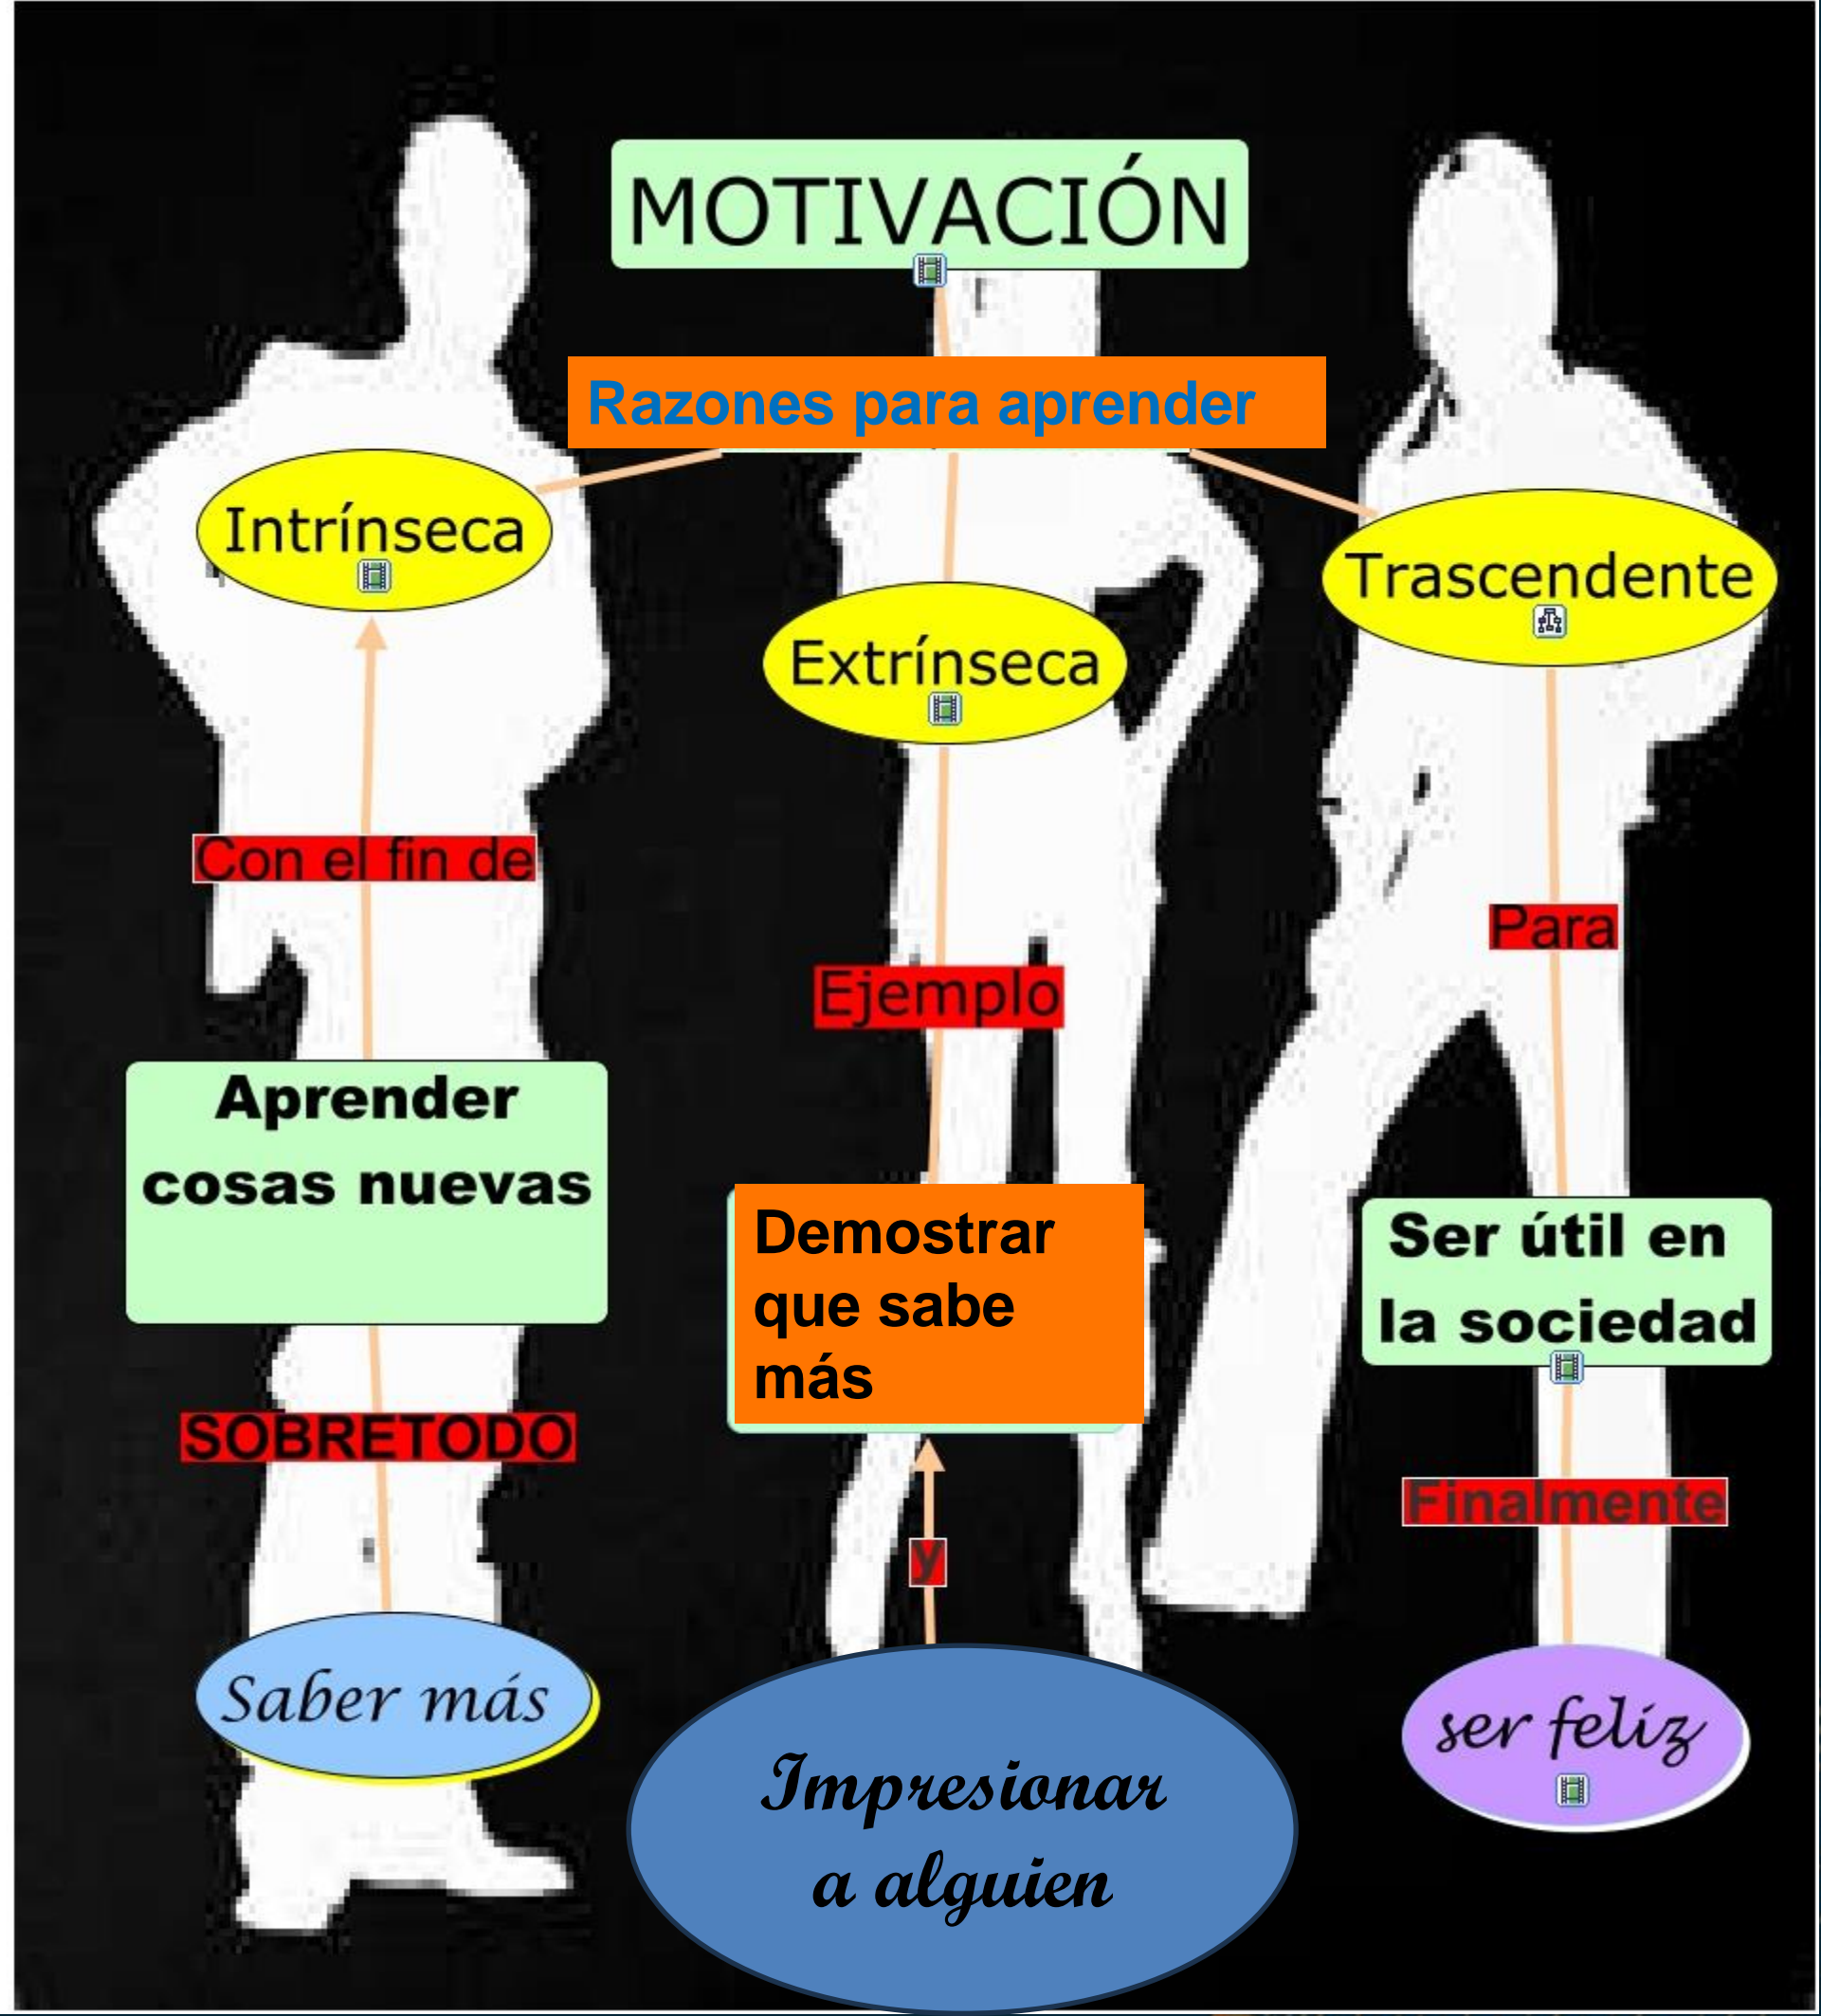 MOTIVACIÓN
Razones para aprender
Intrínseca
Con el fin de
Aprender
cosas nuevas
SOBRETODO
Saber más
Extrínseca
Ejemplo
Demostrar
que sabe
más
y
Impresionar
a alguien
Trascendente
Para
Ser útil en
la sociedad
Finalmente
ser feliz